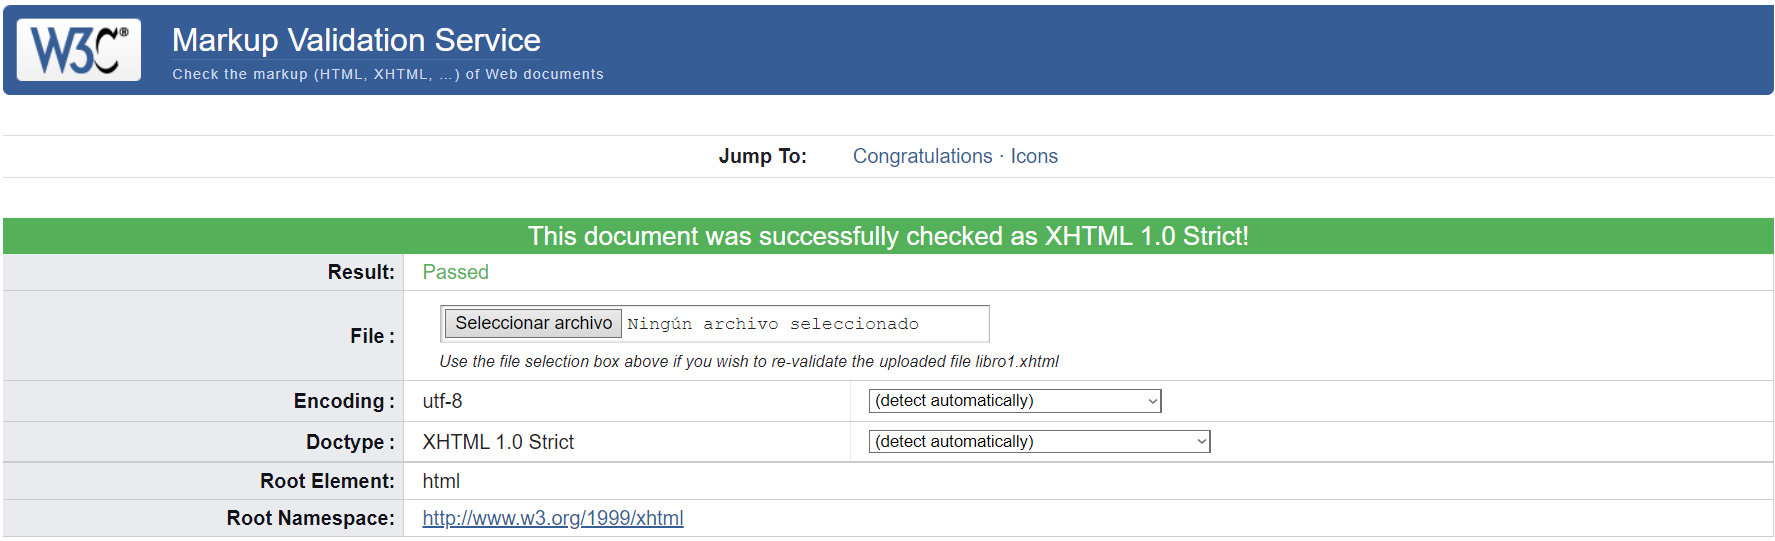 W3C®
Markup Validation Service
Check the markup (HTML, XHTML, …) of Web documents
Jump To: Congratulations · Icons
This document was successfully checked as XHTML 1.0 Strict!
Result: Passed
File : Seleccionar archivo Ningún archivo seleccionado
Use the file selection box above if you wish to re-validate the uploaded file libro1.xhtml
Encoding : utf-8 (detect automatically)
Doctype : XHTML 1.0 Strict (detect automatically)
Root Element: html
Root Namespace: http://www.w3.org/1999/xhtml